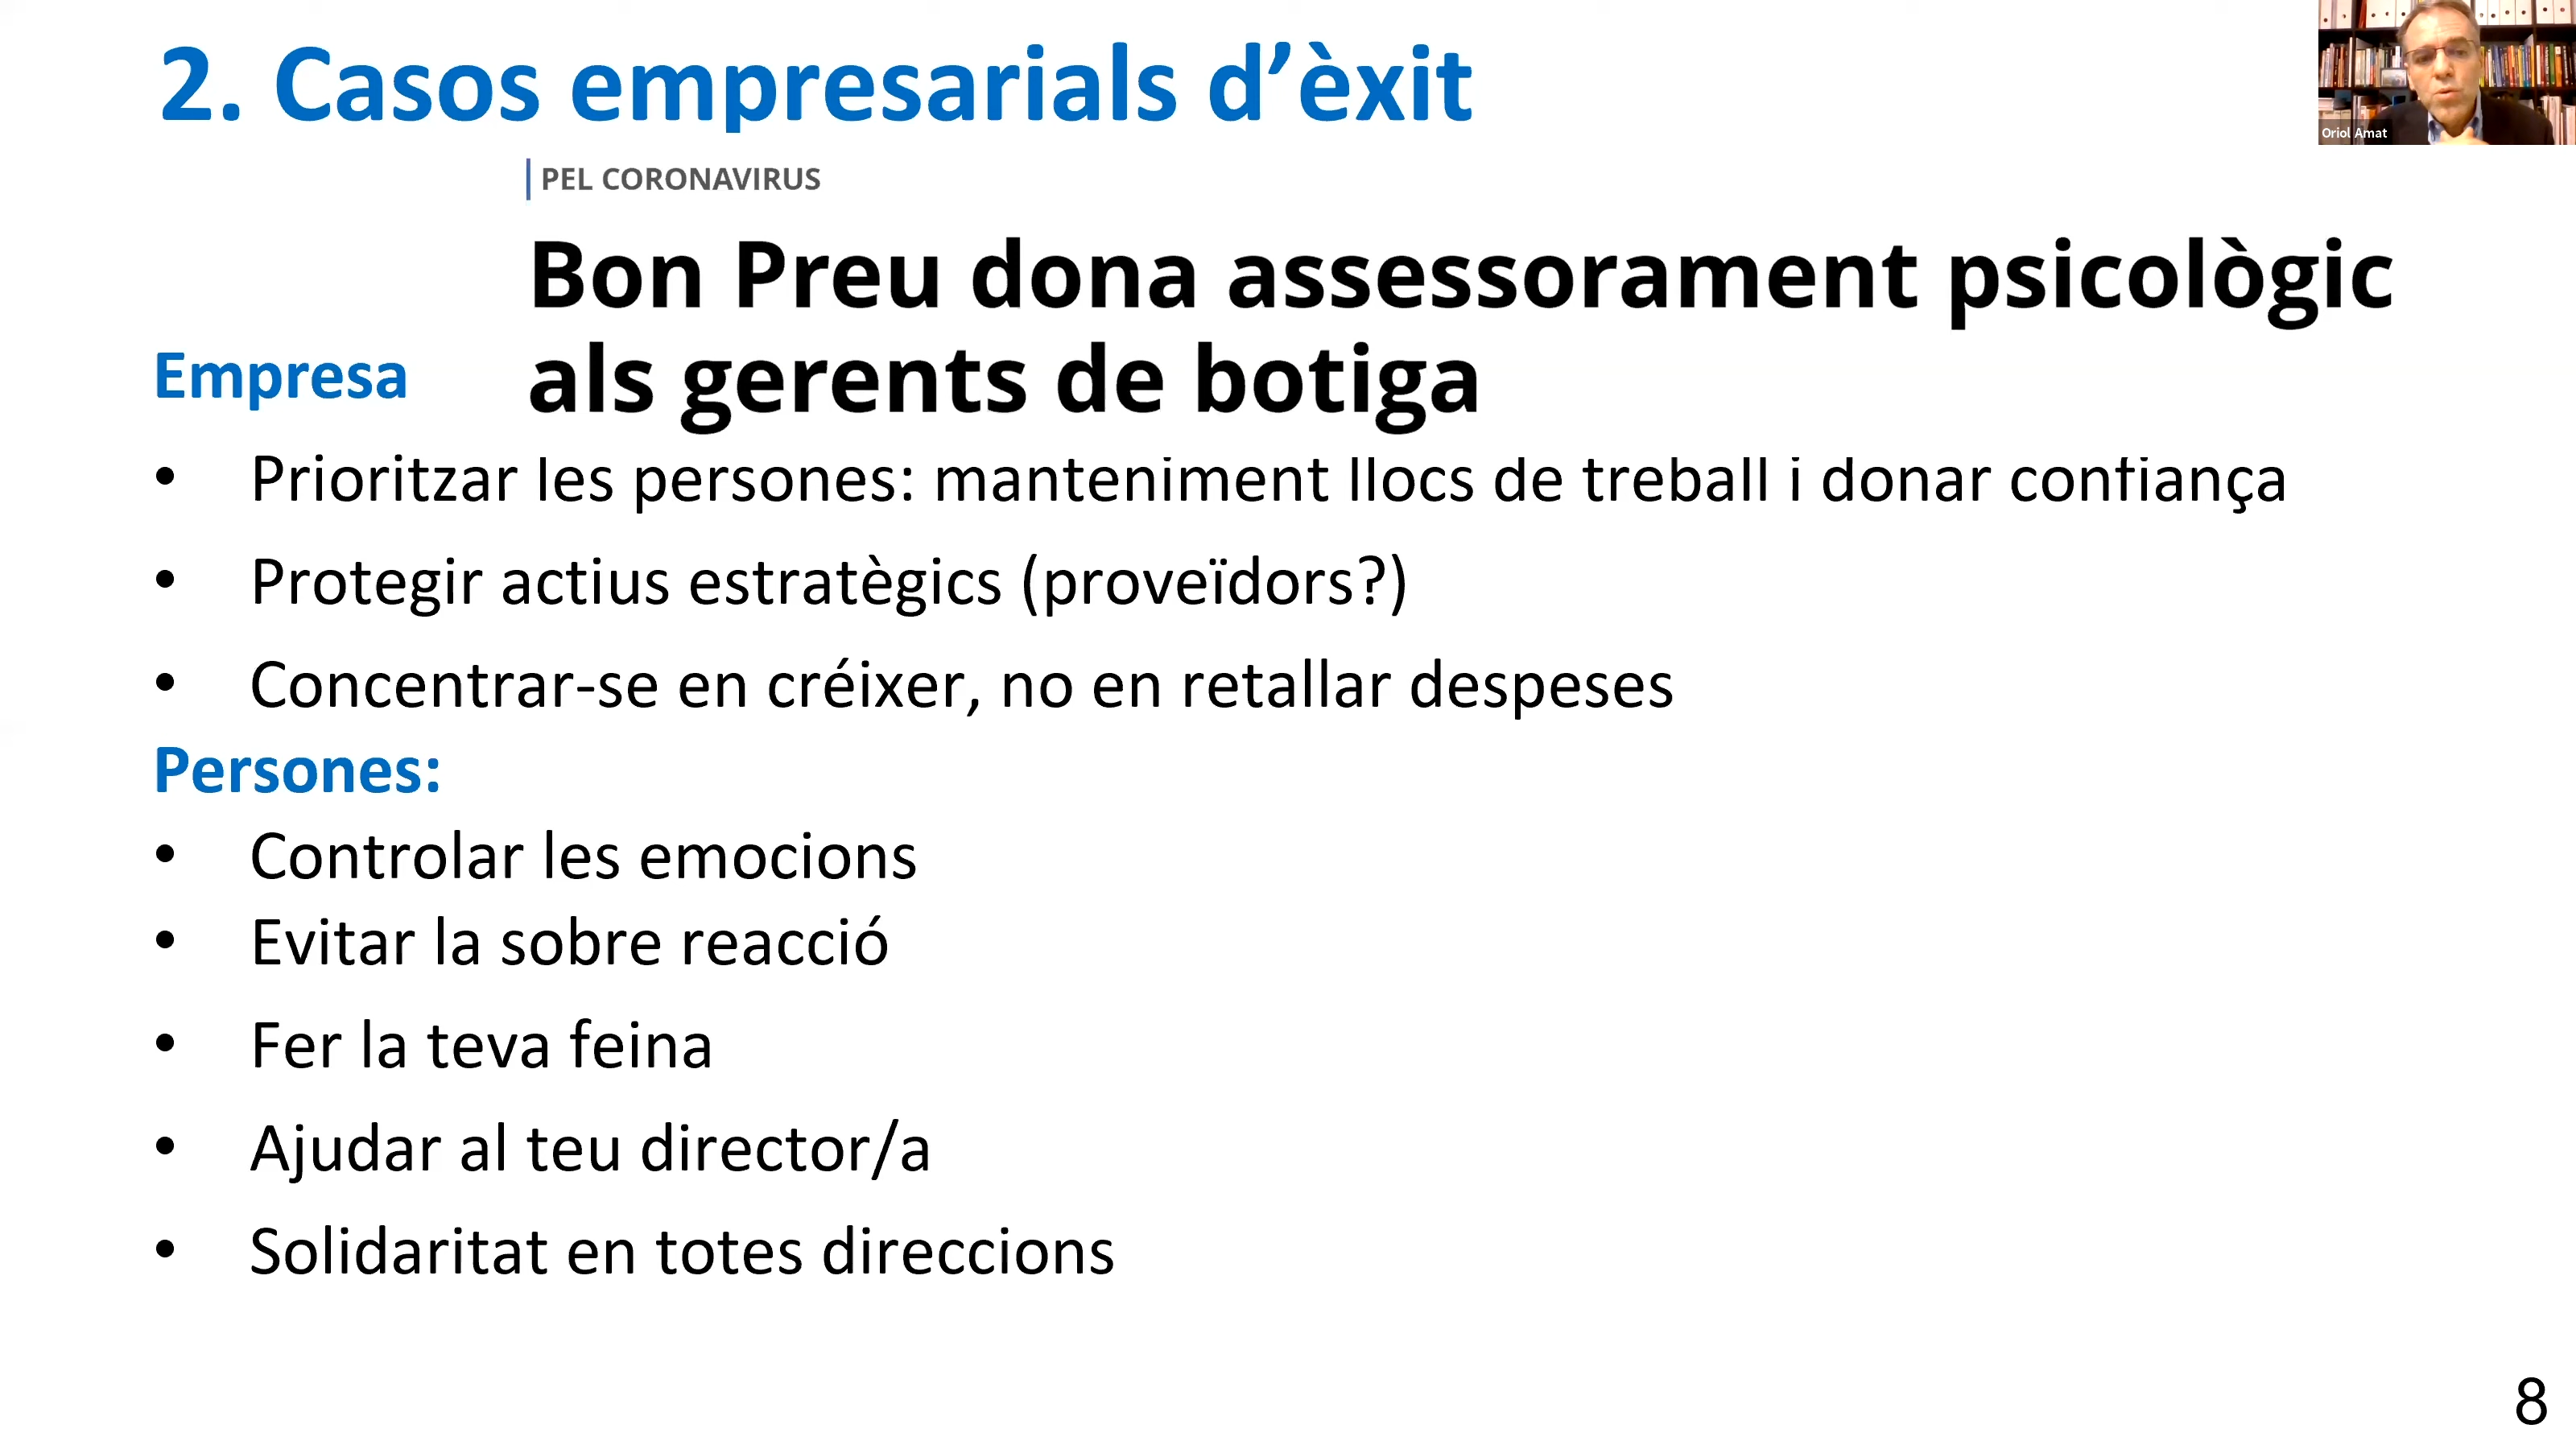 2. Casos empresarials d’èxit
Oriol Amat
PEL CORONAVIRUS
Bon Preu dona assessorament psicològic
als gerents de botiga
Empresa
• Prioritzar les persones: manteniment llocs de treball i donar confiança
• Protegir actius estratègics (proveïdors?)
• Concentrar-se en créixer, no en retallar despeses
Persones:
• Controlar les emocions
• Evitar la sobre reacció
• Fer la teva feina
• Ajudar al teu director/a
• Solidaritat en totes direccions
8